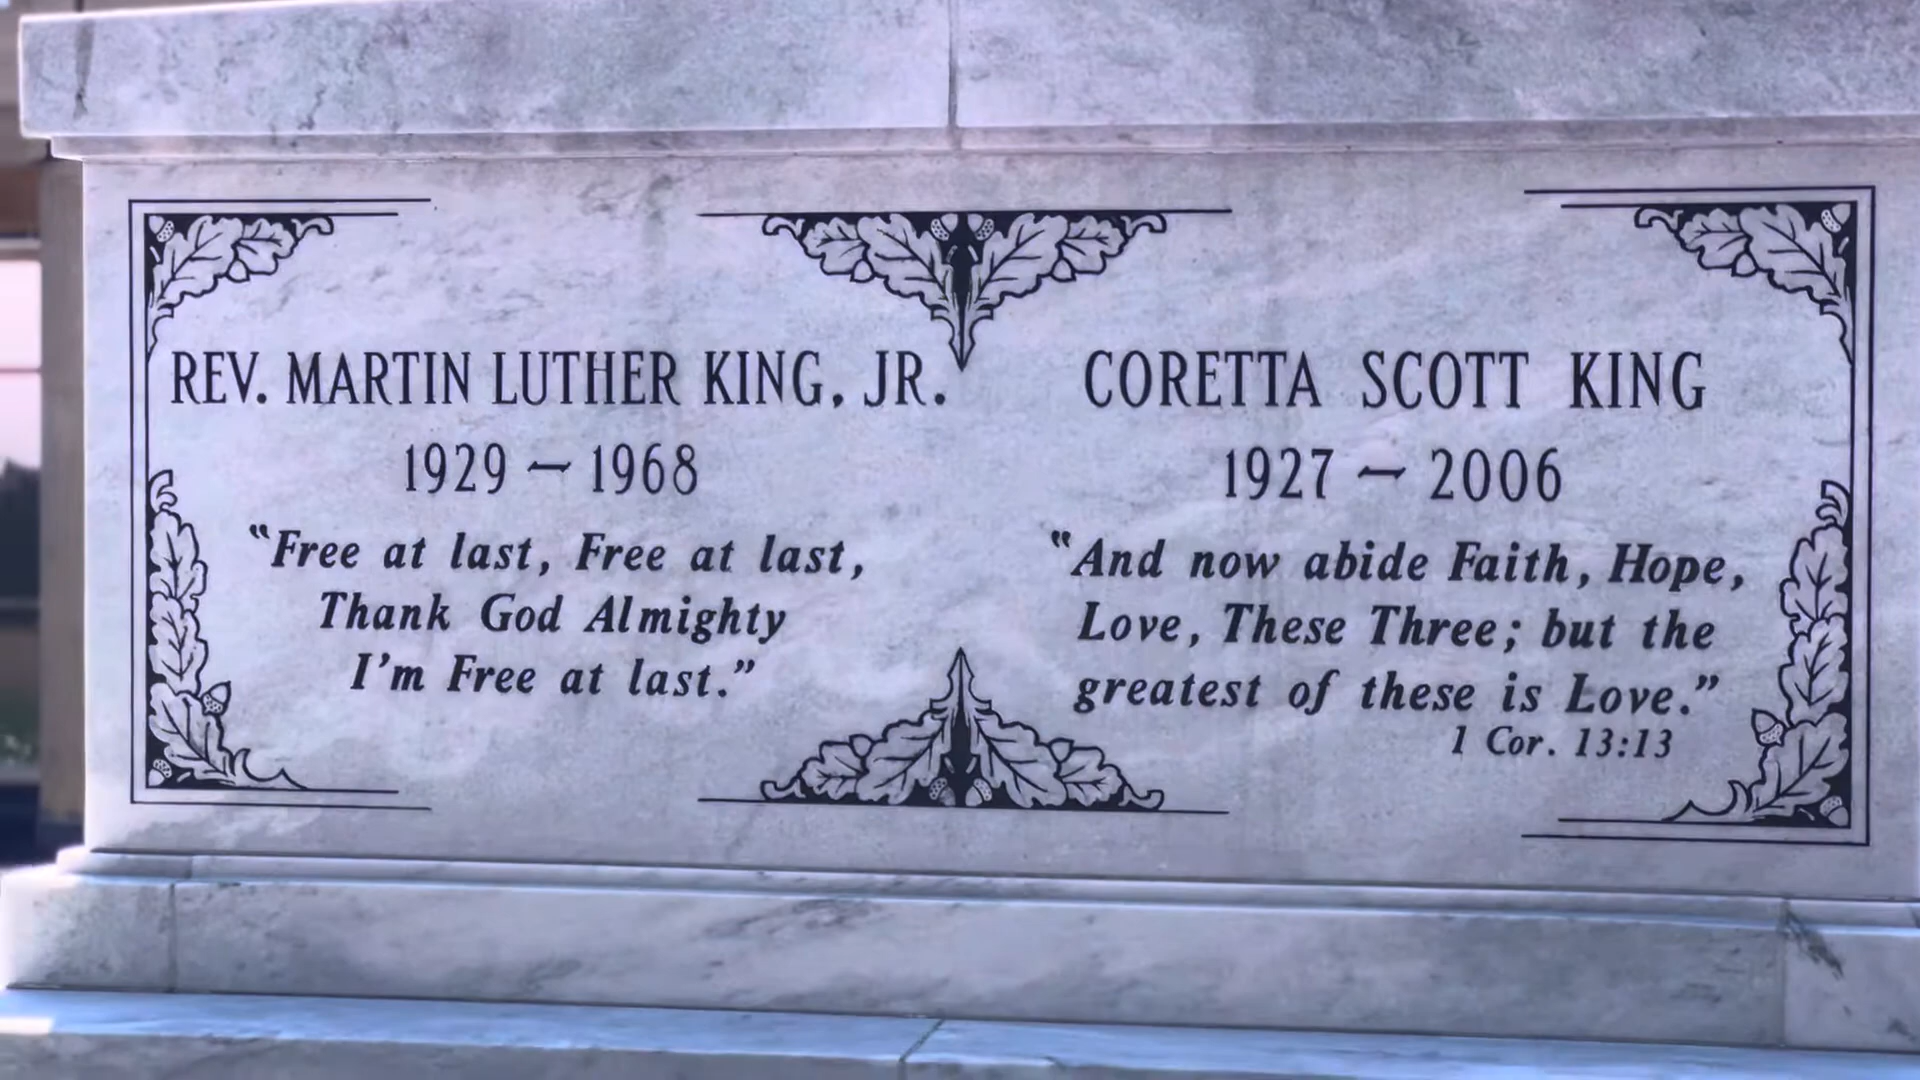 REV. MARTIN LUTHER KING, JR.
1929 ~ 1968
"Free at last, Free at last,
Thank God Almighty
I'm Free at last."
CORETTA SCOTT KING
1927 ~ 2006
"And now abide Faith, Hope,
Love, These Three; but the
greatest of these is Love."
1 Cor. 13:13